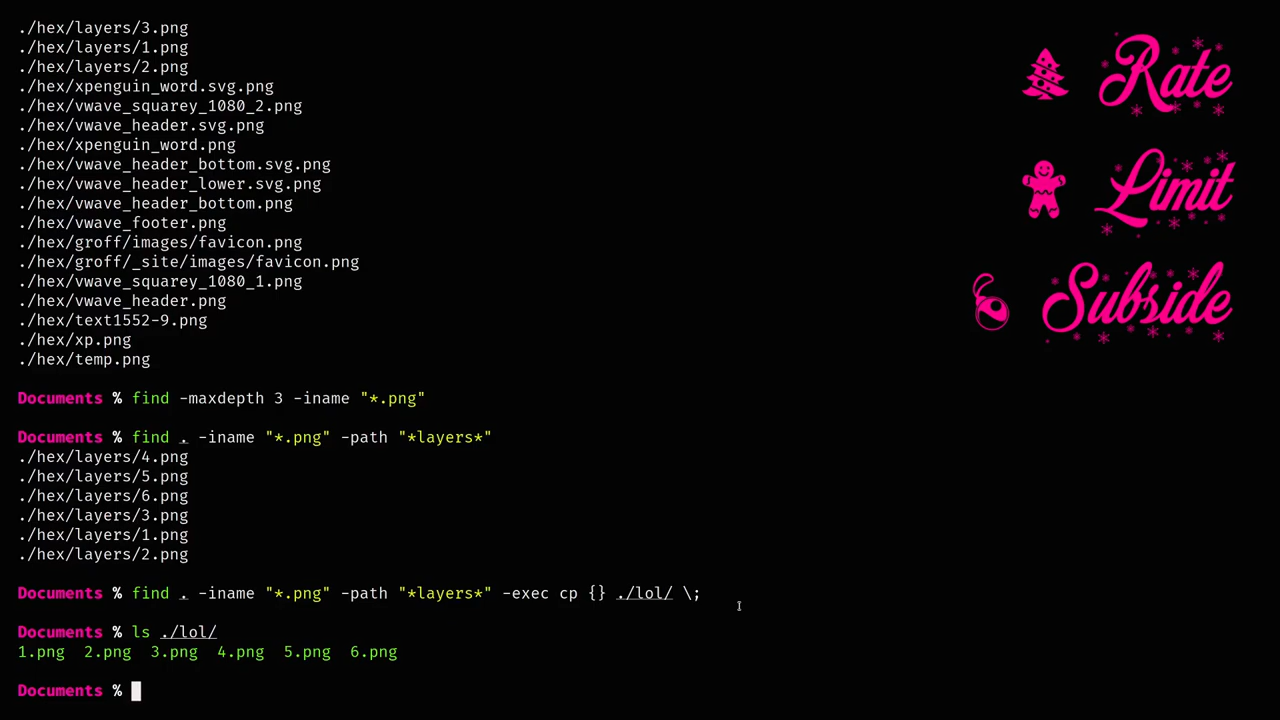 ./hex/layers/3.png
./hex/layers/1.png
./hex/layers/2.png
./hex/xpenguin_word.svg.png
./hex/vwave_squarey_1080_2.png
./hex/vwave_header.svg.png
./hex/xpenguin_word.png
./hex/vwave_header_bottom.svg.png
./hex/vwave_header_lower.svg.png
./hex/vwave_header_bottom.png
./hex/vwave_footer.png
./hex/groff/images/favicon.png
./hex/groff/_site/images/favicon.png
./hex/vwave_squarey_1080_1.png
./hex/vwave_header.png
./hex/text1552-9.png
./hex/xp.png
./hex/temp.png
Documents % find -maxdepth 3 -iname "*.png"
Documents % find . -iname "*.png" -path "*layers*"
./hex/layers/4.png
./hex/layers/5.png
./hex/layers/6.png
./hex/layers/3.png
./hex/layers/1.png
./hex/layers/2.png
Documents % find . -iname "*.png" -path "*layers*" -exec cp {} ./lol/ \;
Documents % ls ./lol/
1.png 2.png 3.png 4.png 5.png 6.png
Documents %
Rate
Limit
Subside